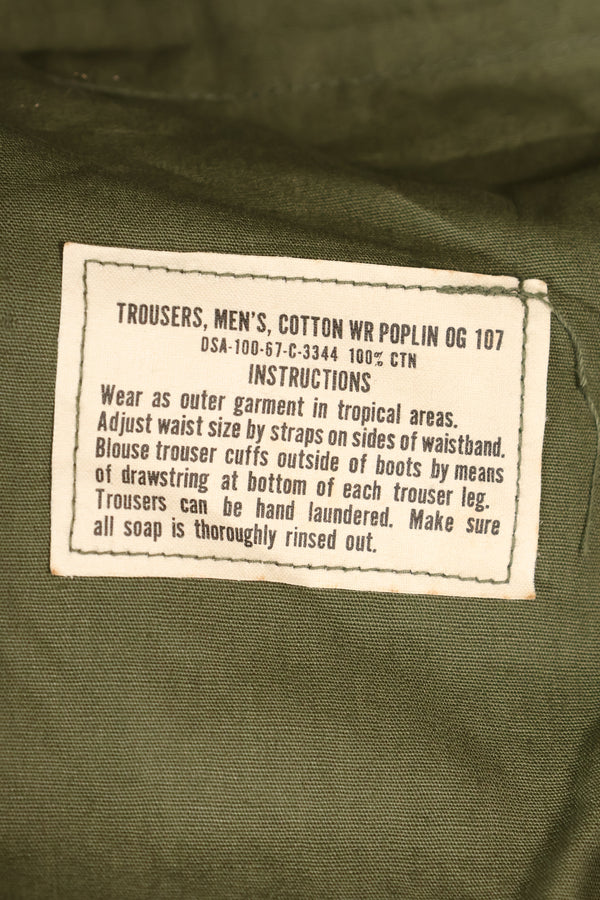 TROUSERS, MEN'S, COTTON WR POPLIN OG 107
DSA-100-67-C-3344 100% CTN
INSTRUCTIONS
Wear as outer garment in tropical areas.
Adjust waist size by straps on sides of waistband.
Blouse trouser cuffs outside of boots by means
of drawstring at bottom of each trouser leg.
Trousers can be hand laundered. Make sure
all soap is thoroughly rinsed out.